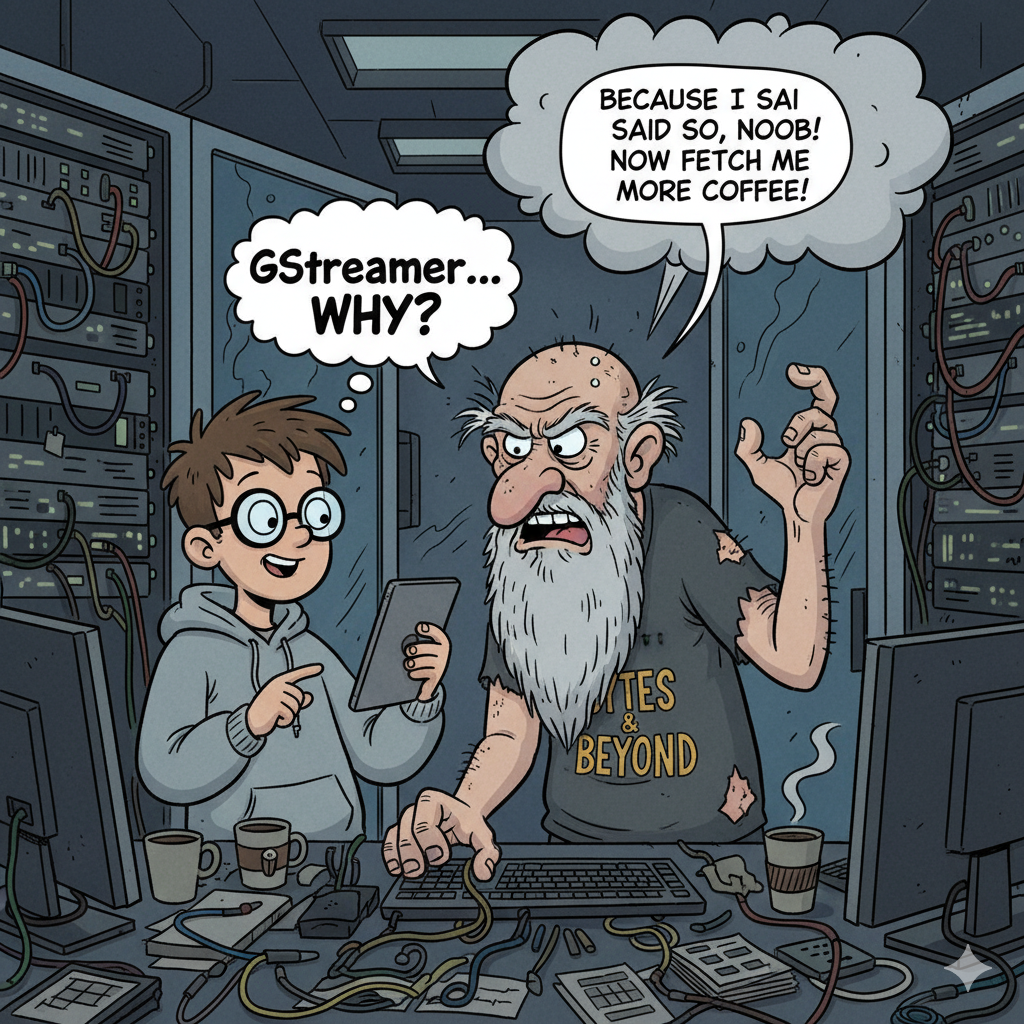 GStreamer...
WHY?
BECAUSE I SAI
SAID SO, NOOB!
NOW FETCH ME
MORE COFFEE!
YTES
&
BEYOND